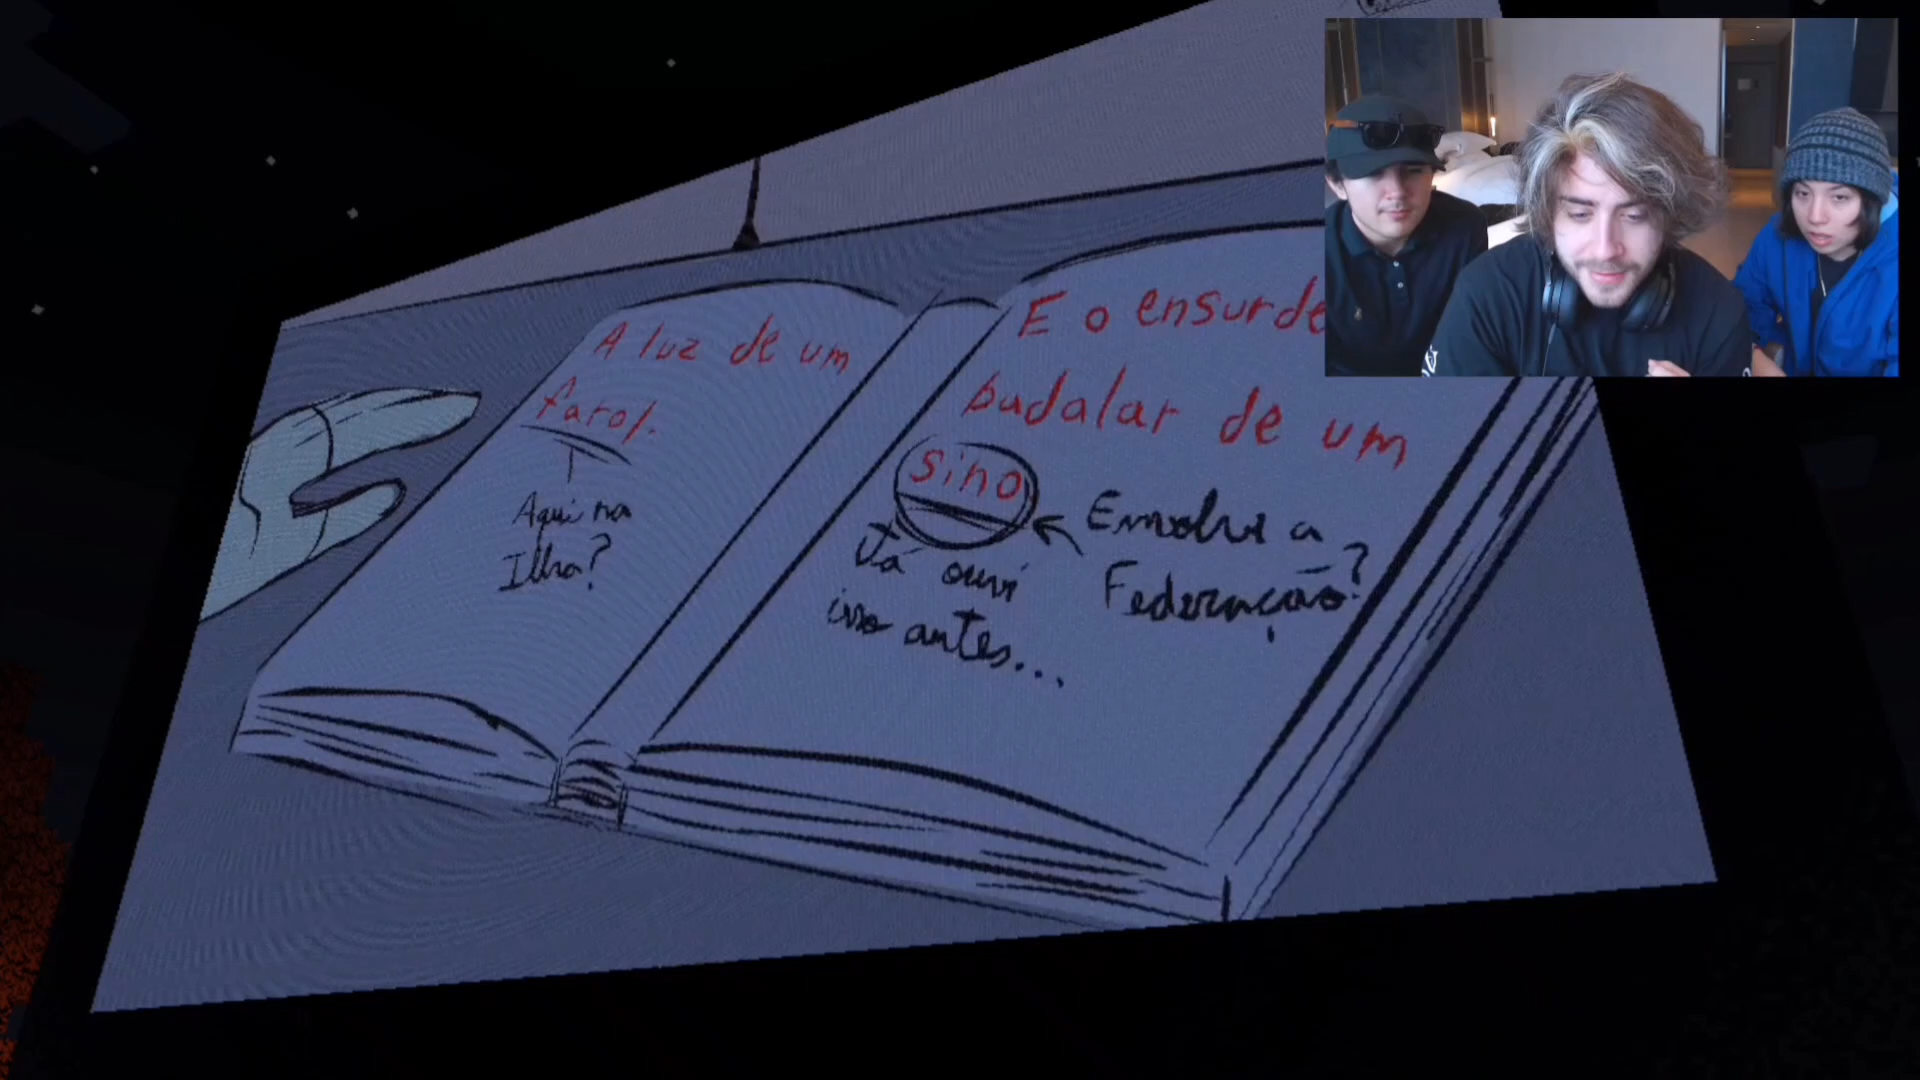 A luz de um
farol.
Aqui na
Ilha?
E o ensurde
badalar de um
sino
Envolve a
Federação?
Já ouvi
isso antes...